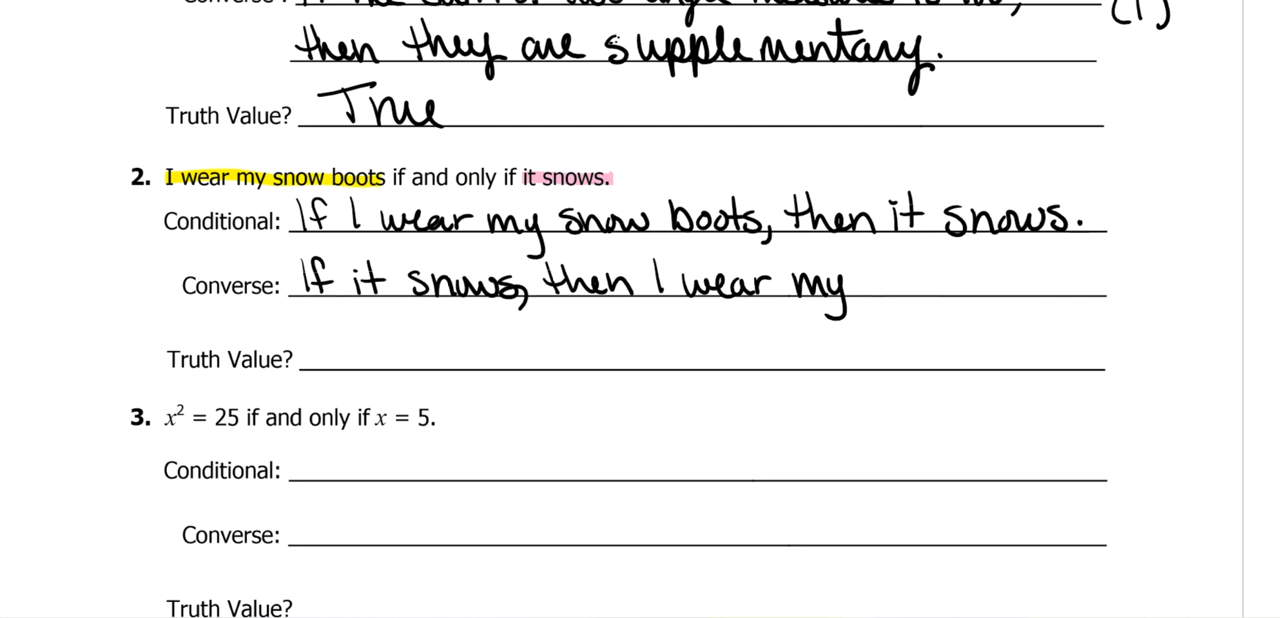 then they are supplementary.
Truth Value? True
2. I wear my snow boots if and only if it snows.
Conditional: If I wear my snow boots, then it snows.
Converse: If it snows, then I wear my
Truth Value?
3. x² = 25 if and only if x = 5.
Conditional:
Converse:
Truth Value?